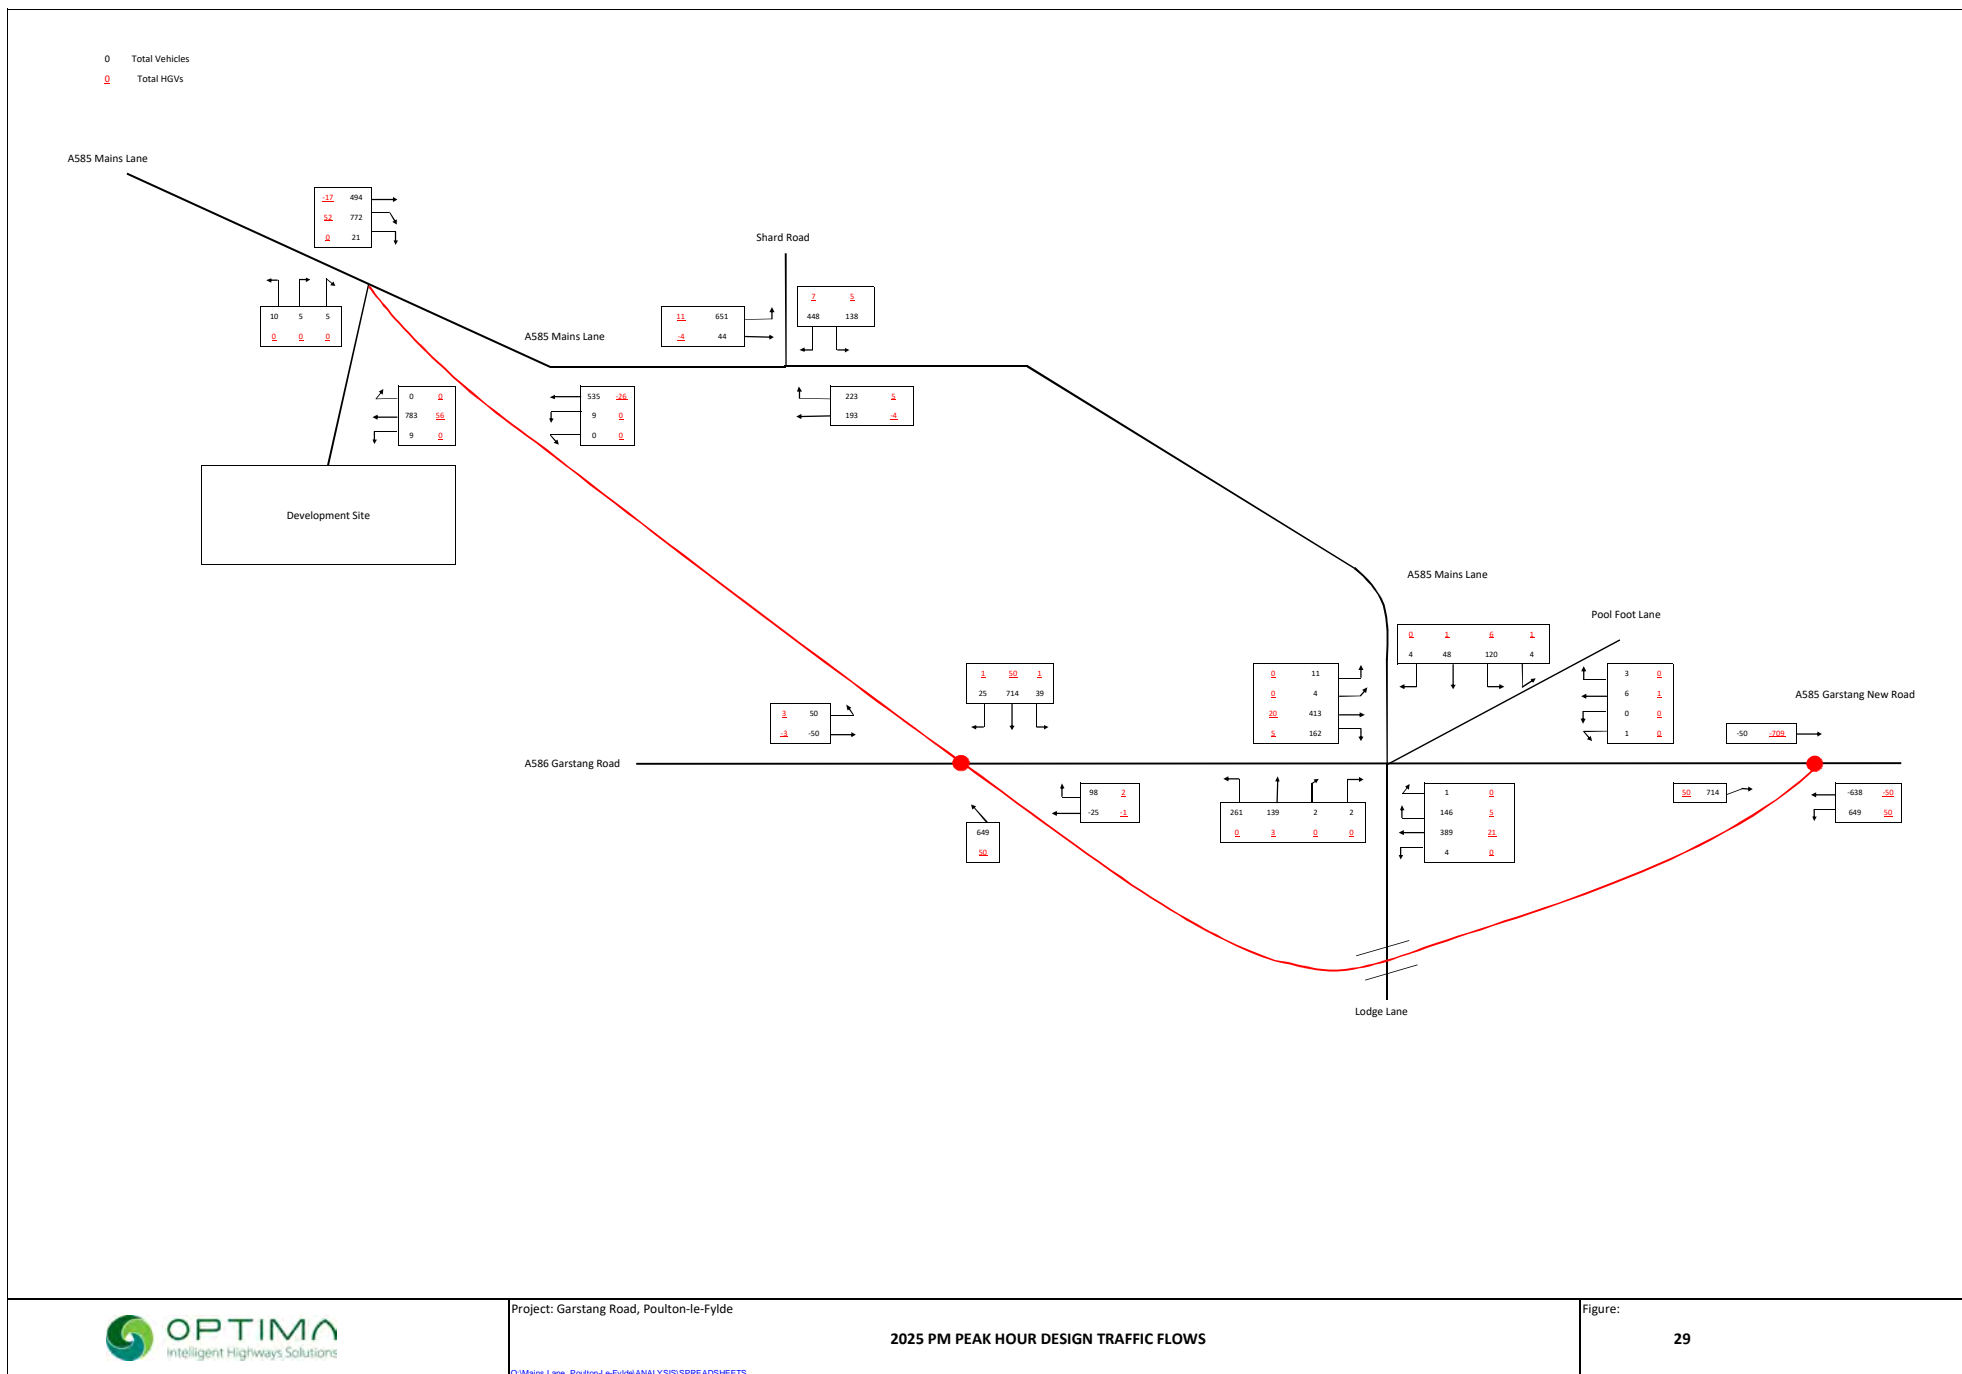 0 Total Vehicles
0 Total HGVs
A585 Mains Lane
-17 494
52 772
0 21
Shard Road
10 5 5
0 0 0
A585 Mains Lane
11 651
-4 44
7 5
448 138
0 0
783 56
9 0
535 -26
9 0
0 0
223 5
193 -4
Development Site
A585 Mains Lane
Pool Foot Lane
0 1 6 1
4 48 120 4
1 50 1
25 714 39
0 11
0 4
20 413
5 162
3 0
6 1
0 0
1 0
A585 Garstang New Road
3 50
-3 -50
-50 -709
A586 Garstang Road
98 2
-25 -1
261 139 2 2
0 3 0 0
1 0
146 5
389 21
4 0
50 714
-638 -50
649 50
649
50
Lodge Lane
OPTIMA
Intelligent Highways Solutions
Project: Garstang Road, Poulton-le-Fylde
2025 PM PEAK HOUR DESIGN TRAFFIC FLOWS
Figure:
29
O:\Mains Lane, Poulton-Le-Fylde\ANALYSIS\SPREADSHEETS